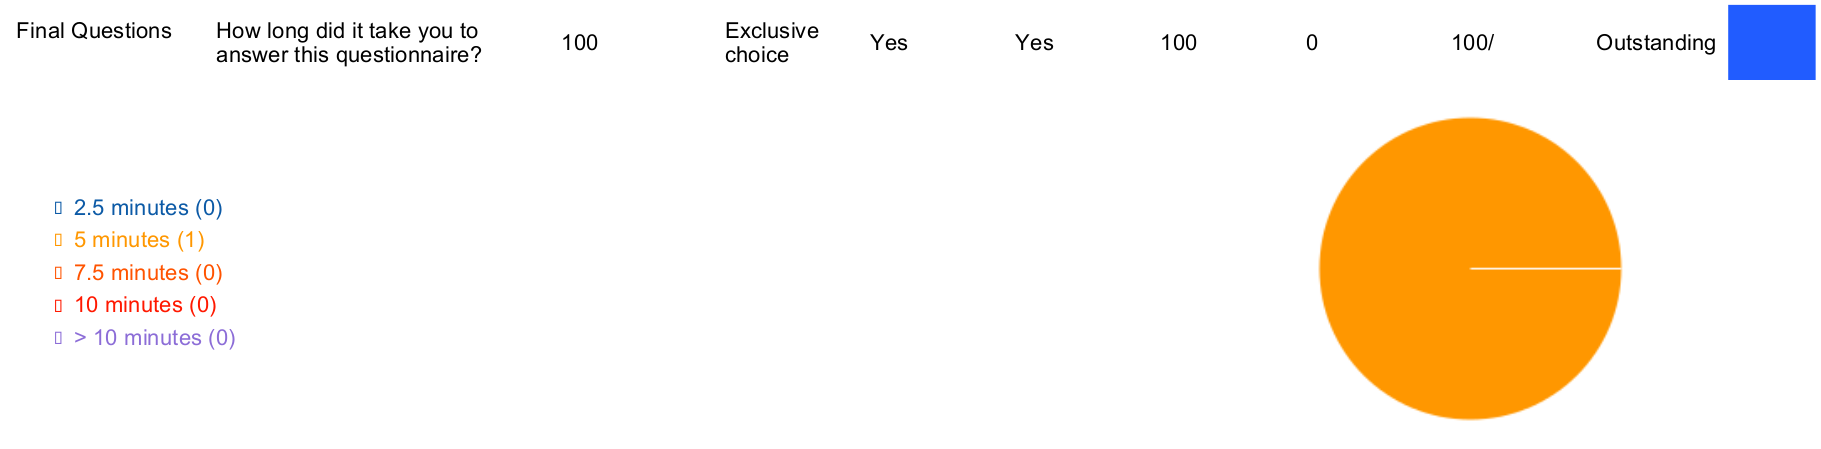 Final Questions
How long did it take you to
answer this questionnaire?
100
Exclusive
choice
Yes
Yes
100
0
100/
Outstanding
2.5 minutes (0)
5 minutes (1)
7.5 minutes (0)
10 minutes (0)
> 10 minutes (0)